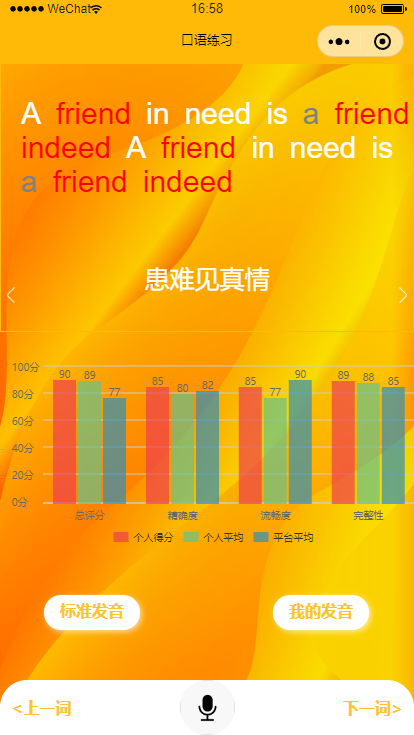 WeChat 16:58 100%
口语练习
A friend in need is a friend
indeed A friend in need is
a friend indeed
患难见真情
100分
80分
60分
40分
20分
0分
90 89 77
85 80 82
85 77 90
89 88 85
总评分 精确度 流畅度 完整性
个人得分 个人平均 平台平均
标准发音 我的发音
<上一词 下一词>